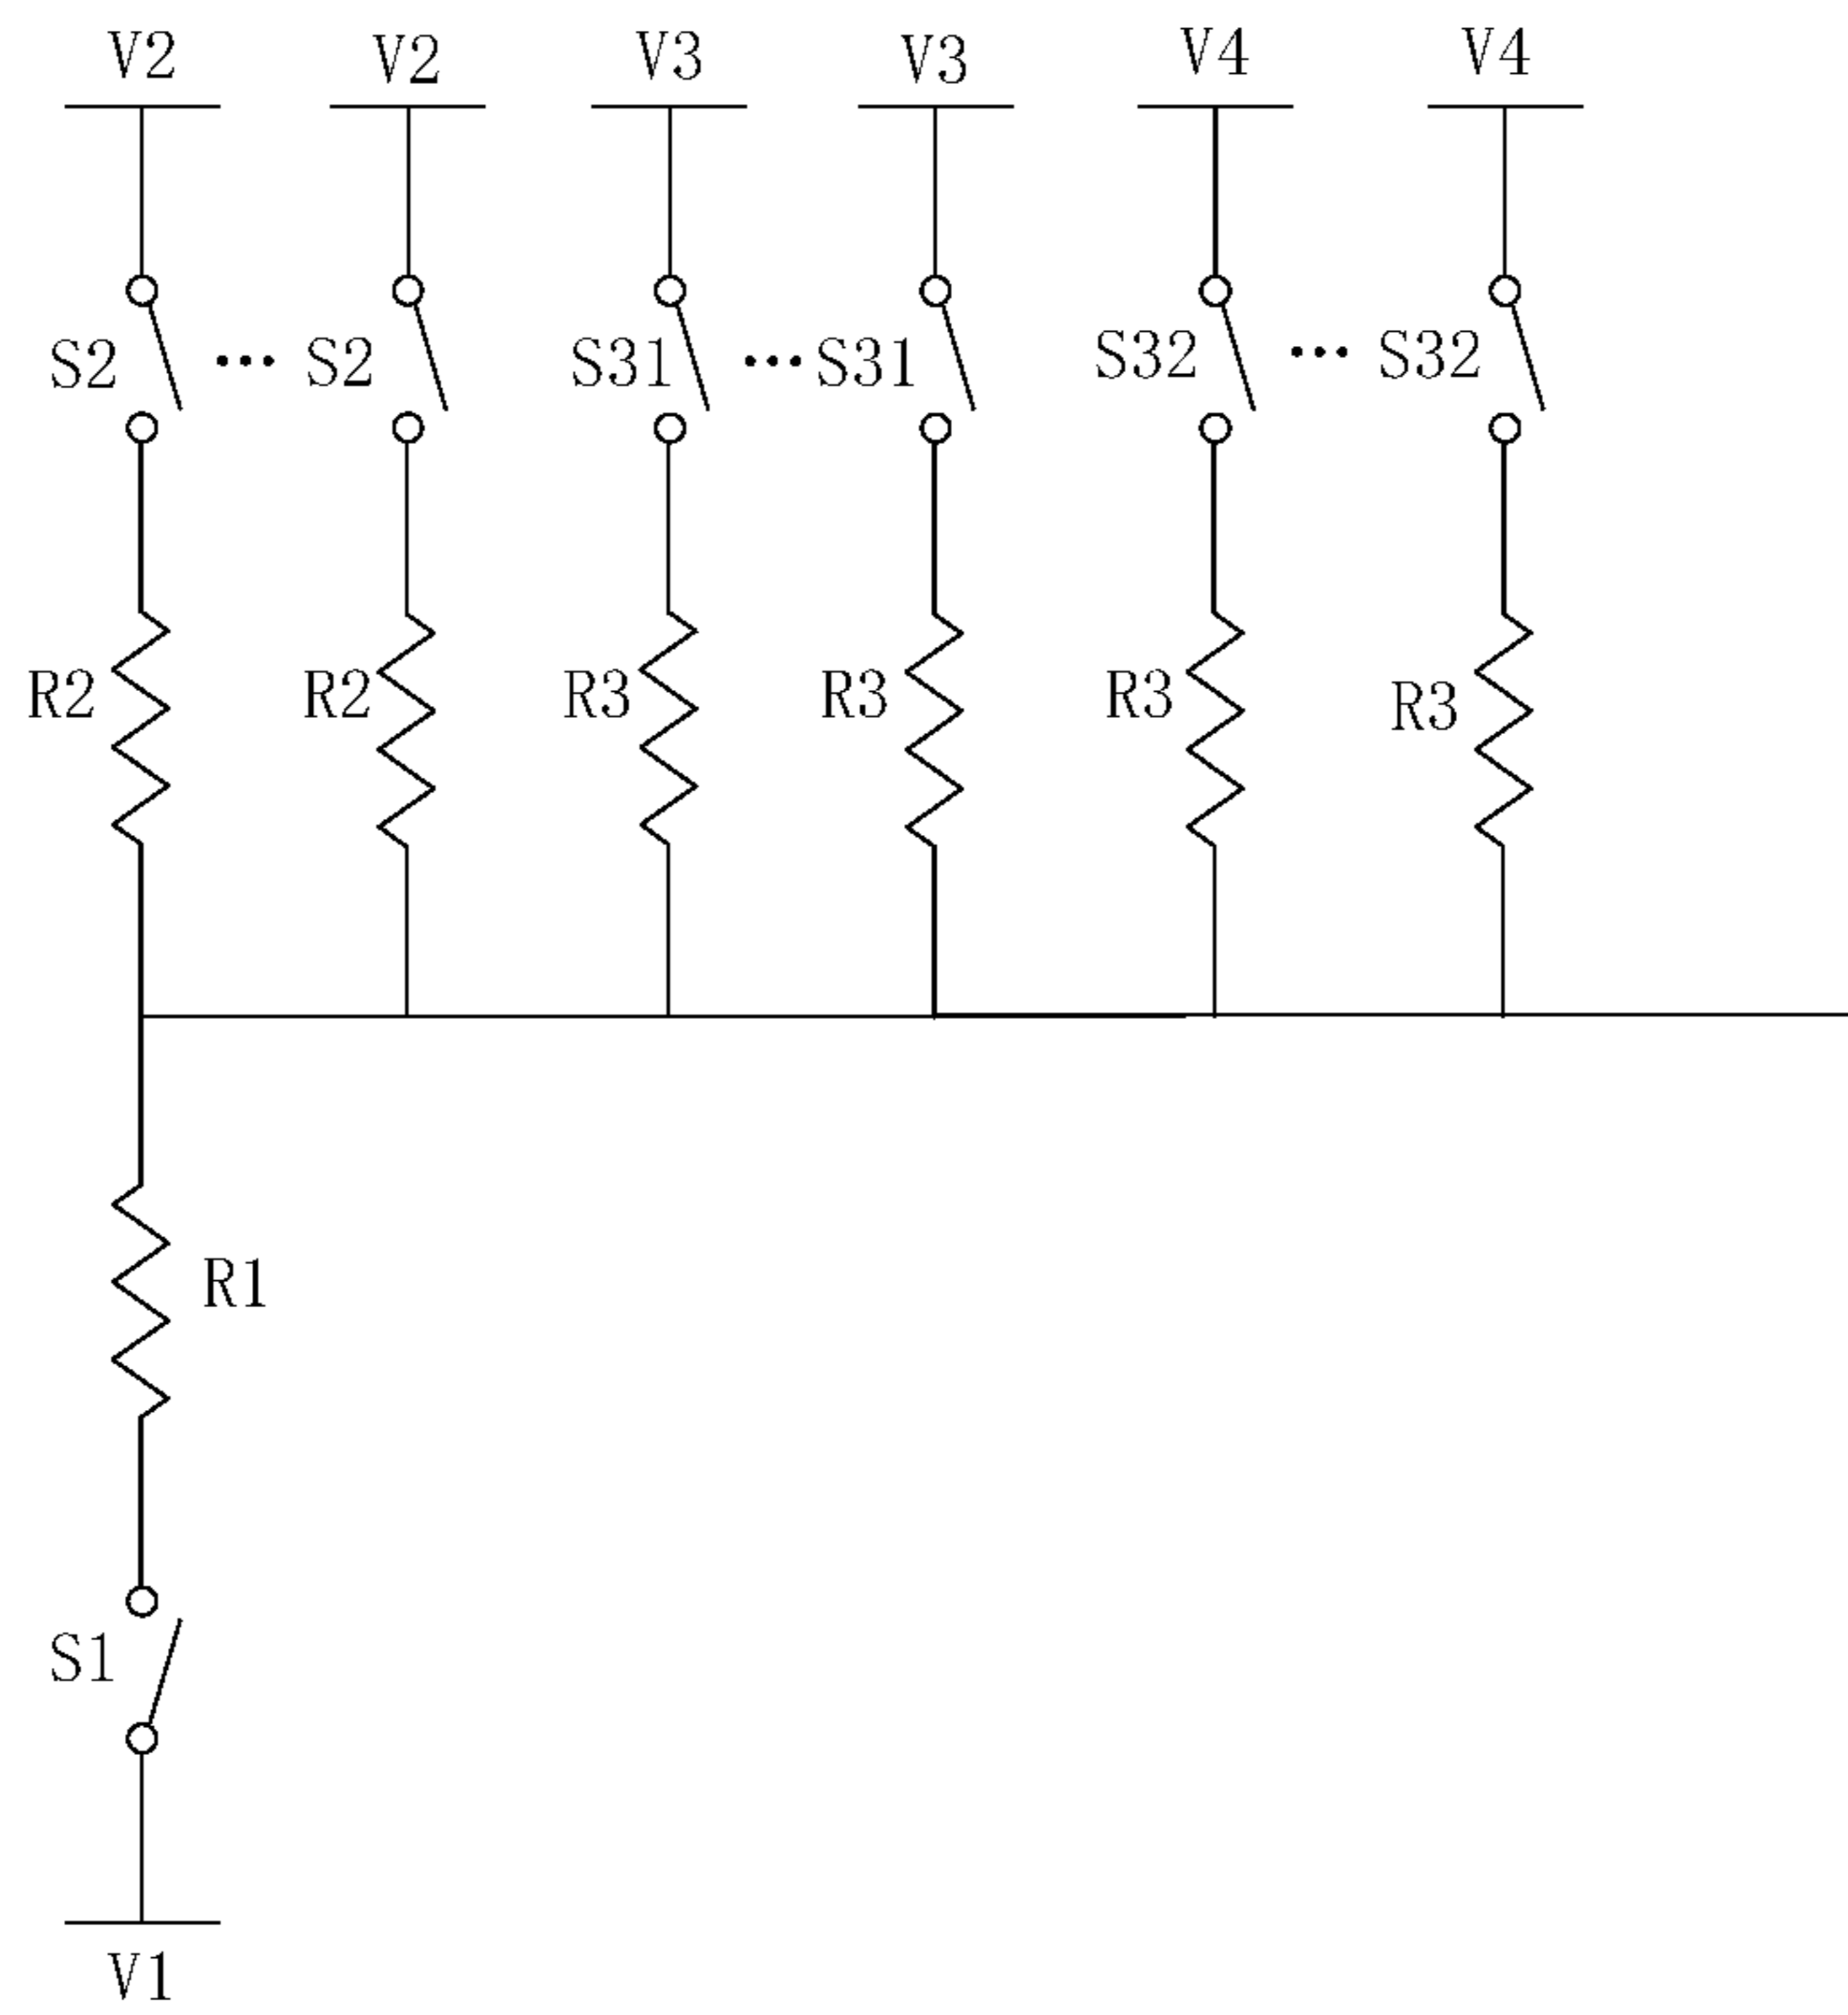 V2 V2 V3 V3 V4 V4
S2 ••• S2 S31 ••• S31 S32 ••• S32
R2 R2 R3 R3 R3 R3
R1
S1
V1